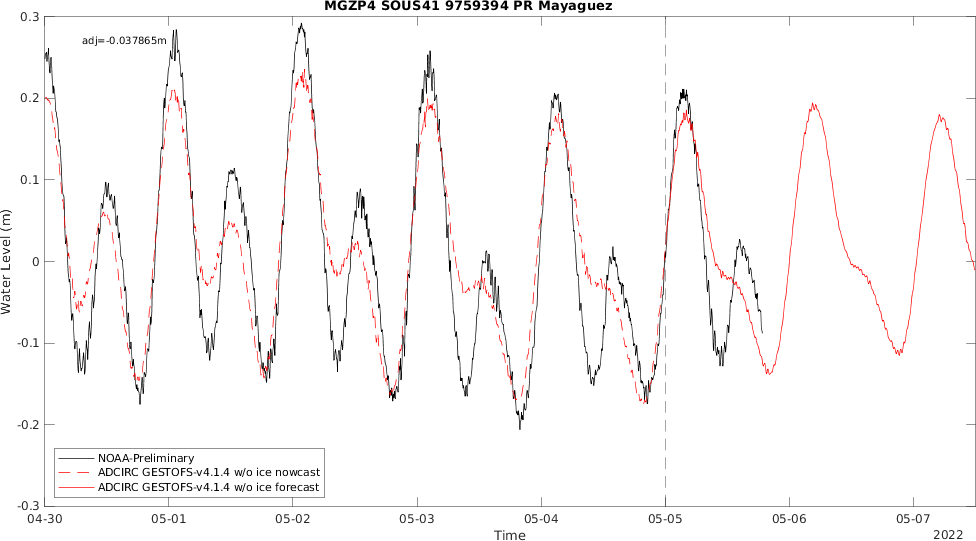 MGZP4 SOUS41 9759394 PR Mayaguez
adj=-0.037865m
0.3
0.2
0.1
0
-0.1
-0.2
-0.3
Water Level (m)
NOAA-Preliminary
ADCIRC GESTOFS-v4.1.4 w/o ice nowcast
ADCIRC GESTOFS-v4.1.4 w/o ice forecast
04-30 05-01 05-02 05-03 05-04 05-05 05-06 05-07
Time
2022